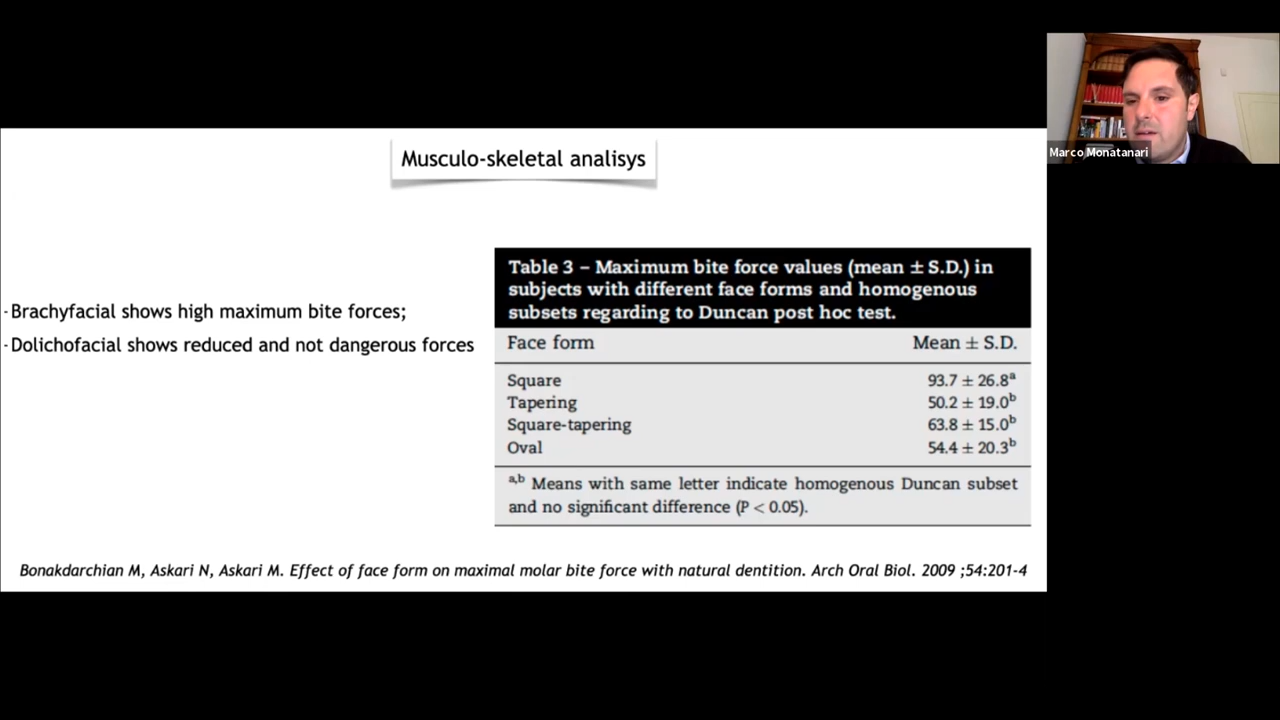 Musculo-skeletal analisys
Marco Monatanari
-Brachyfacial shows high maximum bite forces;
-Dolichofacial shows reduced and not dangerous forces
Table 3 – Maximum bite force values (mean ± S.D.) in
subjects with different face forms and homogenous
subsets regarding to Duncan post hoc test.
Face form Mean ± S.D.
Square 93.7 ± 26.8a
Tapering 50.2 ± 19.0b
Square-tapering 63.8 ± 15.0b
Oval 54.4 ± 20.3b
a,b Means with same letter indicate homogenous Duncan subset
and no significant difference (P < 0.05).
Bonakdarchian M, Askari N, Askari M. Effect of face form on maximal molar bite force with natural dentition. Arch Oral Biol. 2009 ;54:201-4